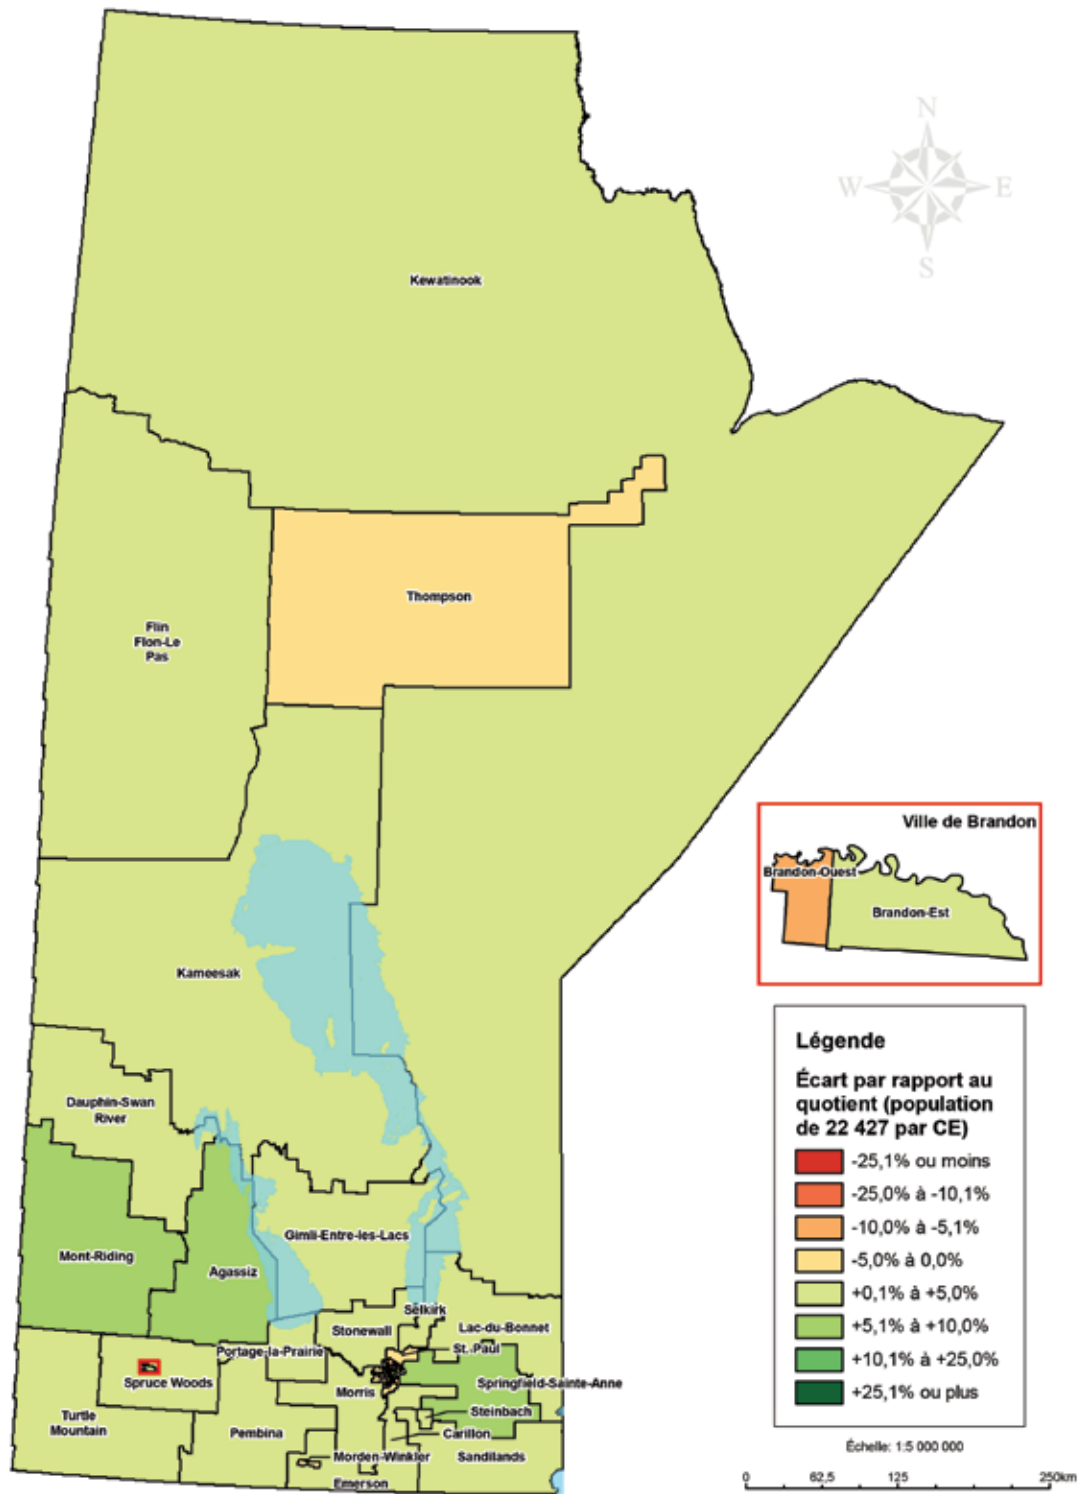 N
W
E
S
Kewatinook
Thompson
Flin
Flon-Le
Pas
Ville de Brandon
Brandon-Ouest
Brandon-Est
Kameesak
Légende
Écart par rapport au
quotient (population
de 22 427 par CE)
-25,1% ou moins
-25,0% à -10,1%
-10,0% à -5,1%
-5,0% à 0,0%
+0,1% à +5,0%
+5,1% à +10,0%
+10,1% à +25,0%
+25,1% ou plus
Dauphin-Swan
River
Gimli-Entre-les-Lacs
Mont-Riding
Agassiz
Selkirk
Stonewall
Lac-du-Bonnet
Portage-la-Prairie
St. Paul
Spruce Woods
Springfield-Sainte-Anne
Morris
Steinbach
Turtle
Mountain
Pembina
Carillon
Morden-Winkler
Sandilands
Emerson
Échelle: 1:5 000 000
0 62,5 125 250km